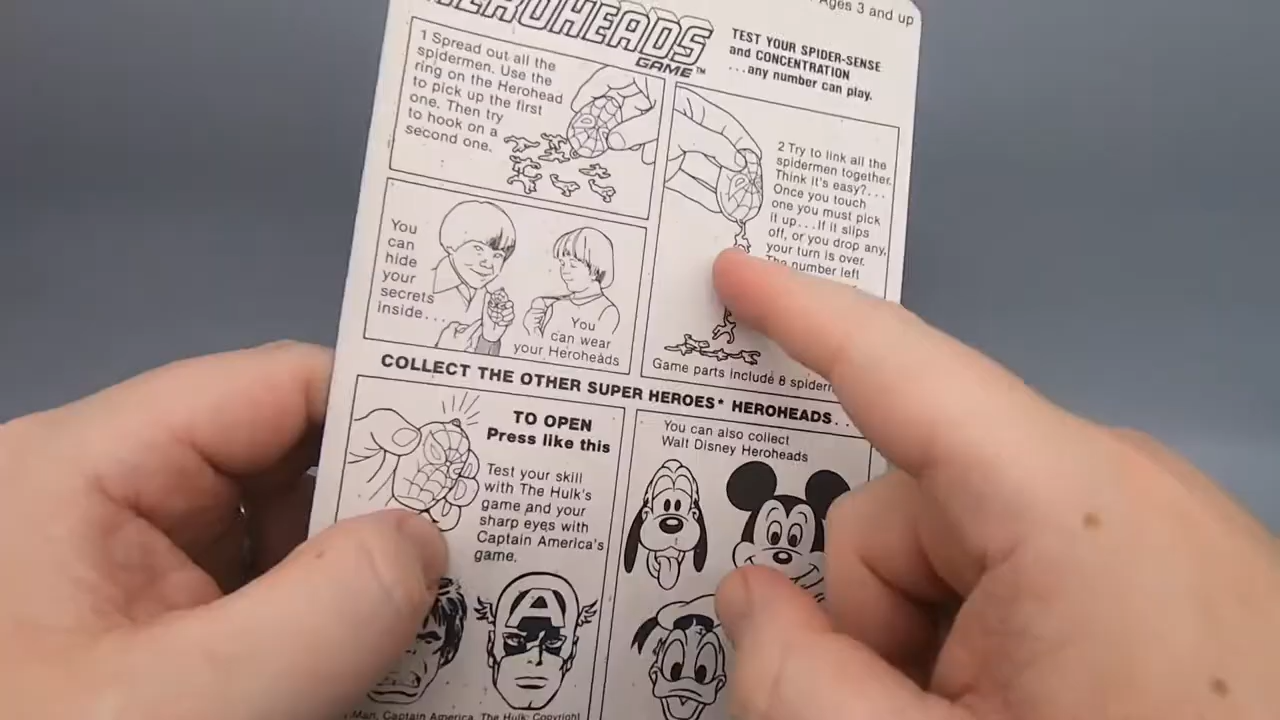 HEROHEADS
GAME™
Ages 3 and up
TEST YOUR SPIDER-SENSE
and CONCENTRATION
...any number can play.
1 Spread out all the
spidermen. Use the
ring on the Herohead
to pick up the first
one. Then try
to hook on a
second one.
2 Try to link all the
spidermen together.
Think it's easy?...
Once you touch
one you must pick
it up...If it slips
off, or you drop any,
your turn is over.
The number left
Game parts include 8
You
can
hide
your
secrets
inside...
You
can wear
your Heroheads
COLLECT THE OTHER SUPER HEROES* HEROHEADS...
TO OPEN
Press like this
Test your skill
with The Hulk's
game and your
sharp eyes with
Captain America's
game.
You can also collect
Walt Disney Heroheads
A
Man, Captain America, The Hulk: Copyright